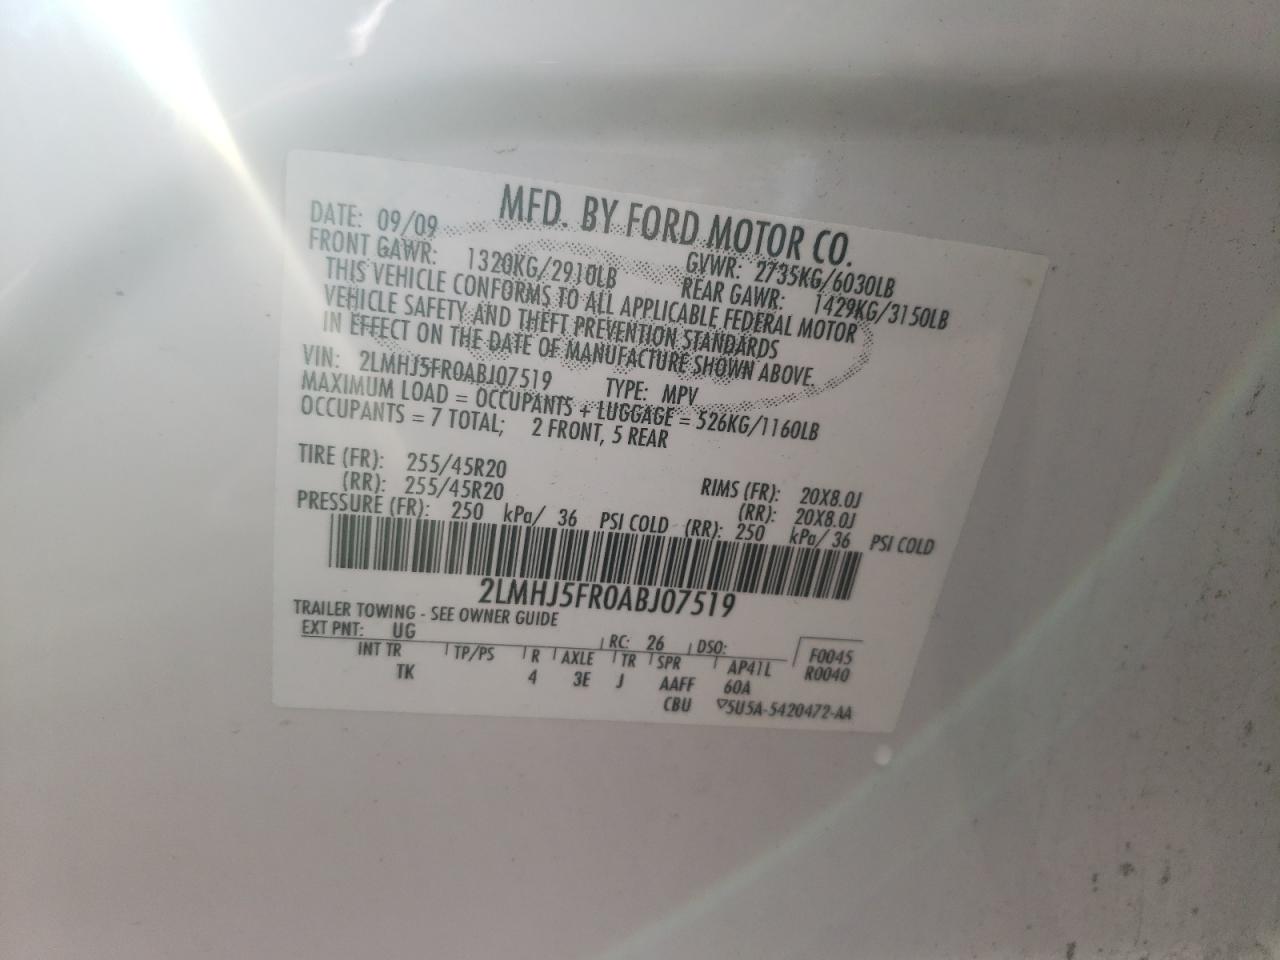 MFD. BY FORD MOTOR CO.
DATE: 09/09 GVWR: 2735KG/6030LB
FRONT GAWR: 1320KG/2910LB REAR GAWR: 1429KG/3150LB
THIS VEHICLE CONFORMS TO ALL APPLICABLE FEDERAL MOTOR
VEHICLE SAFETY AND THEFT PREVENTION STANDARDS
IN EFFECT ON THE DATE OF MANUFACTURE SHOWN ABOVE.
VIN: 2LMHJ5FR0ABJ07519 TYPE: MPV
MAXIMUM LOAD = OCCUPANTS + LUGGAGE = 526KG/1160LB
OCCUPANTS = 7 TOTAL; 2 FRONT, 5 REAR
TIRE (FR): 255/45R20 RIMS (FR): 20X8.0J
(RR): 255/45R20 (RR): 20X8.0J
PRESSURE (FR): 250 kPa/ 36 PSI COLD (RR): 250 kPa/ 36 PSI COLD
2LMHJ5FR0ABJ07519
TRAILER TOWING - SEE OWNER GUIDE
EXT PNT: UG RC: 26 DSO: F0045
INT TR TP/PS R AXLE TR SPR AP41L R0040
TK 4 3E J AAFF 60A
CBU ▽5U5A-5420472-AA